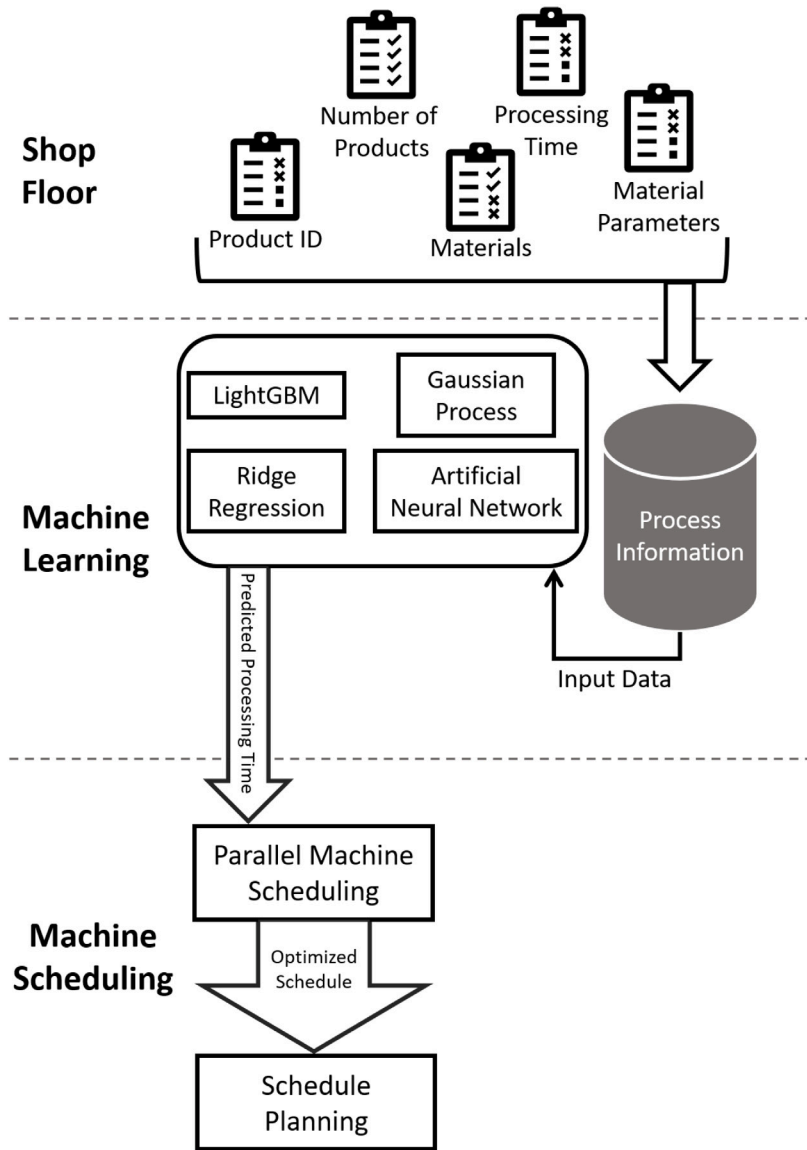 Shop
Floor
Number of
Products
Processing
Time
Product ID
Materials
Material
Parameters
Machine
Learning
LightGBM
Gaussian
Process
Ridge
Regression
Artificial
Neural Network
Process
Information
Input Data
Predicted Processing Time
Machine
Scheduling
Parallel Machine
Scheduling
Optimized
Schedule
Schedule
Planning